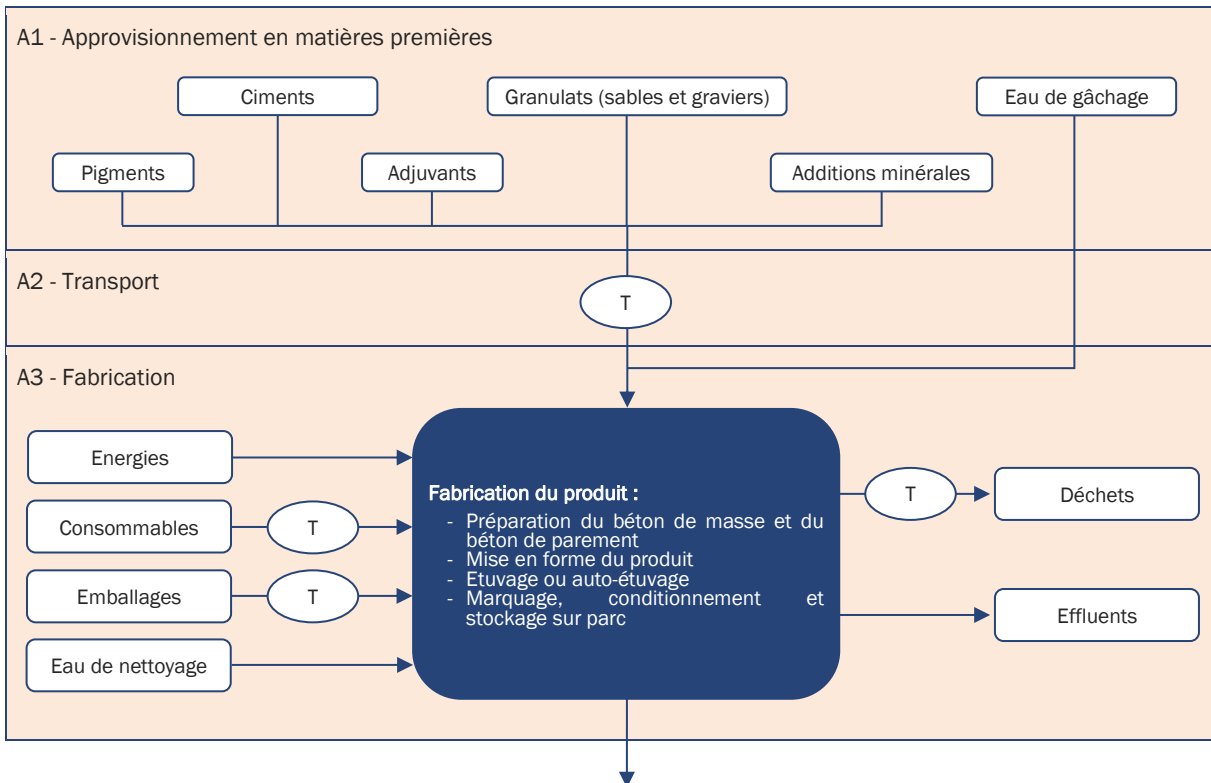 A1 - Approvisionnement en matières premières
Ciments
Granulats (sables et graviers)
Eau de gâchage
Pigments
Adjuvants
Additions minérales
A2 - Transport
T
A3 - Fabrication
Energies
Consommables
T
Emballages
T
Eau de nettoyage
Fabrication du produit :
- Préparation du béton de masse et du
béton de parement
- Mise en forme du produit
- Etuvage ou auto-étuvage
- Marquage, conditionnement et
stockage sur parc
T
Déchets
Effluents